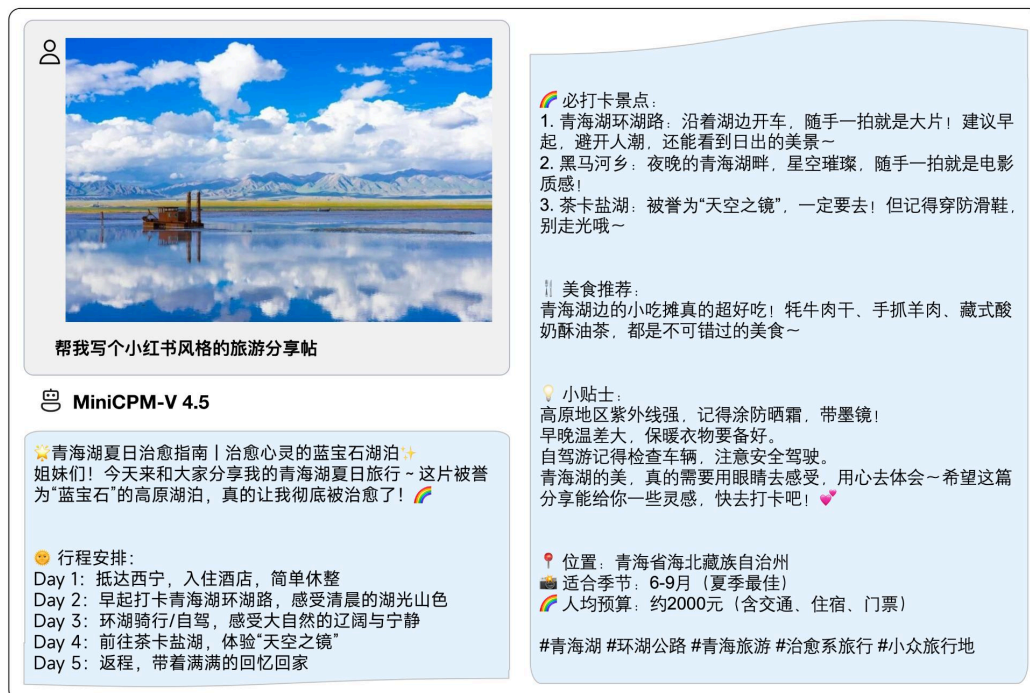 帮我写个小红书风格的旅游分享帖
MiniCPM-V 4.5
🌟青海湖夏日治愈指南丨治愈心灵的蓝宝石湖泊✨
姐妹们！今天来和大家分享我的青海湖夏日旅行~这片被誉
为“蓝宝石”的高原湖泊，真的让我彻底被治愈了！🌈
🌞 行程安排：
Day 1：抵达西宁，入住酒店，简单休整
Day 2：早起打卡青海湖环湖路，感受清晨的湖光山色
Day 3：环湖骑行/自驾，感受大自然的辽阔与宁静
Day 4：前往茶卡盐湖，体验“天空之镜”
Day 5：返程，带着满满的回忆回家
🌈 必打卡景点：
1. 青海湖环湖路：沿着湖边开车，随手一拍就是大片！建议早
起，避开人潮，还能看到日出的美景～
2. 黑马河乡：夜晚的青海湖畔，星空璀璨，随手一拍就是电影
质感！
3. 茶卡盐湖：被誉为“天空之镜”，一定要去！但记得穿防滑鞋，
别走光哦～
🍴 美食推荐：
青海湖边的小吃摊真的超好吃！牦牛肉干、手抓羊肉、藏式酸
奶酥油茶，都是不可错过的美食～
💡 小贴士：
高原地区紫外线强，记得涂防晒霜，带墨镜！
早晚温差大，保暖衣物要备好。
自驾游记得检查车辆，注意安全驾驶。
青海湖的美，真的需要用眼睛去感受，用心去体会～希望这篇
分享能给你一些灵感，快去打卡吧！💕
📍 位置：青海省海北藏族自治州
📸 适合季节：6-9月（夏季最佳）
🌈 人均预算：约2000元（含交通、住宿、门票）
#青海湖 #环湖公路 #青海旅游 #治愈系旅行 #小众旅行地